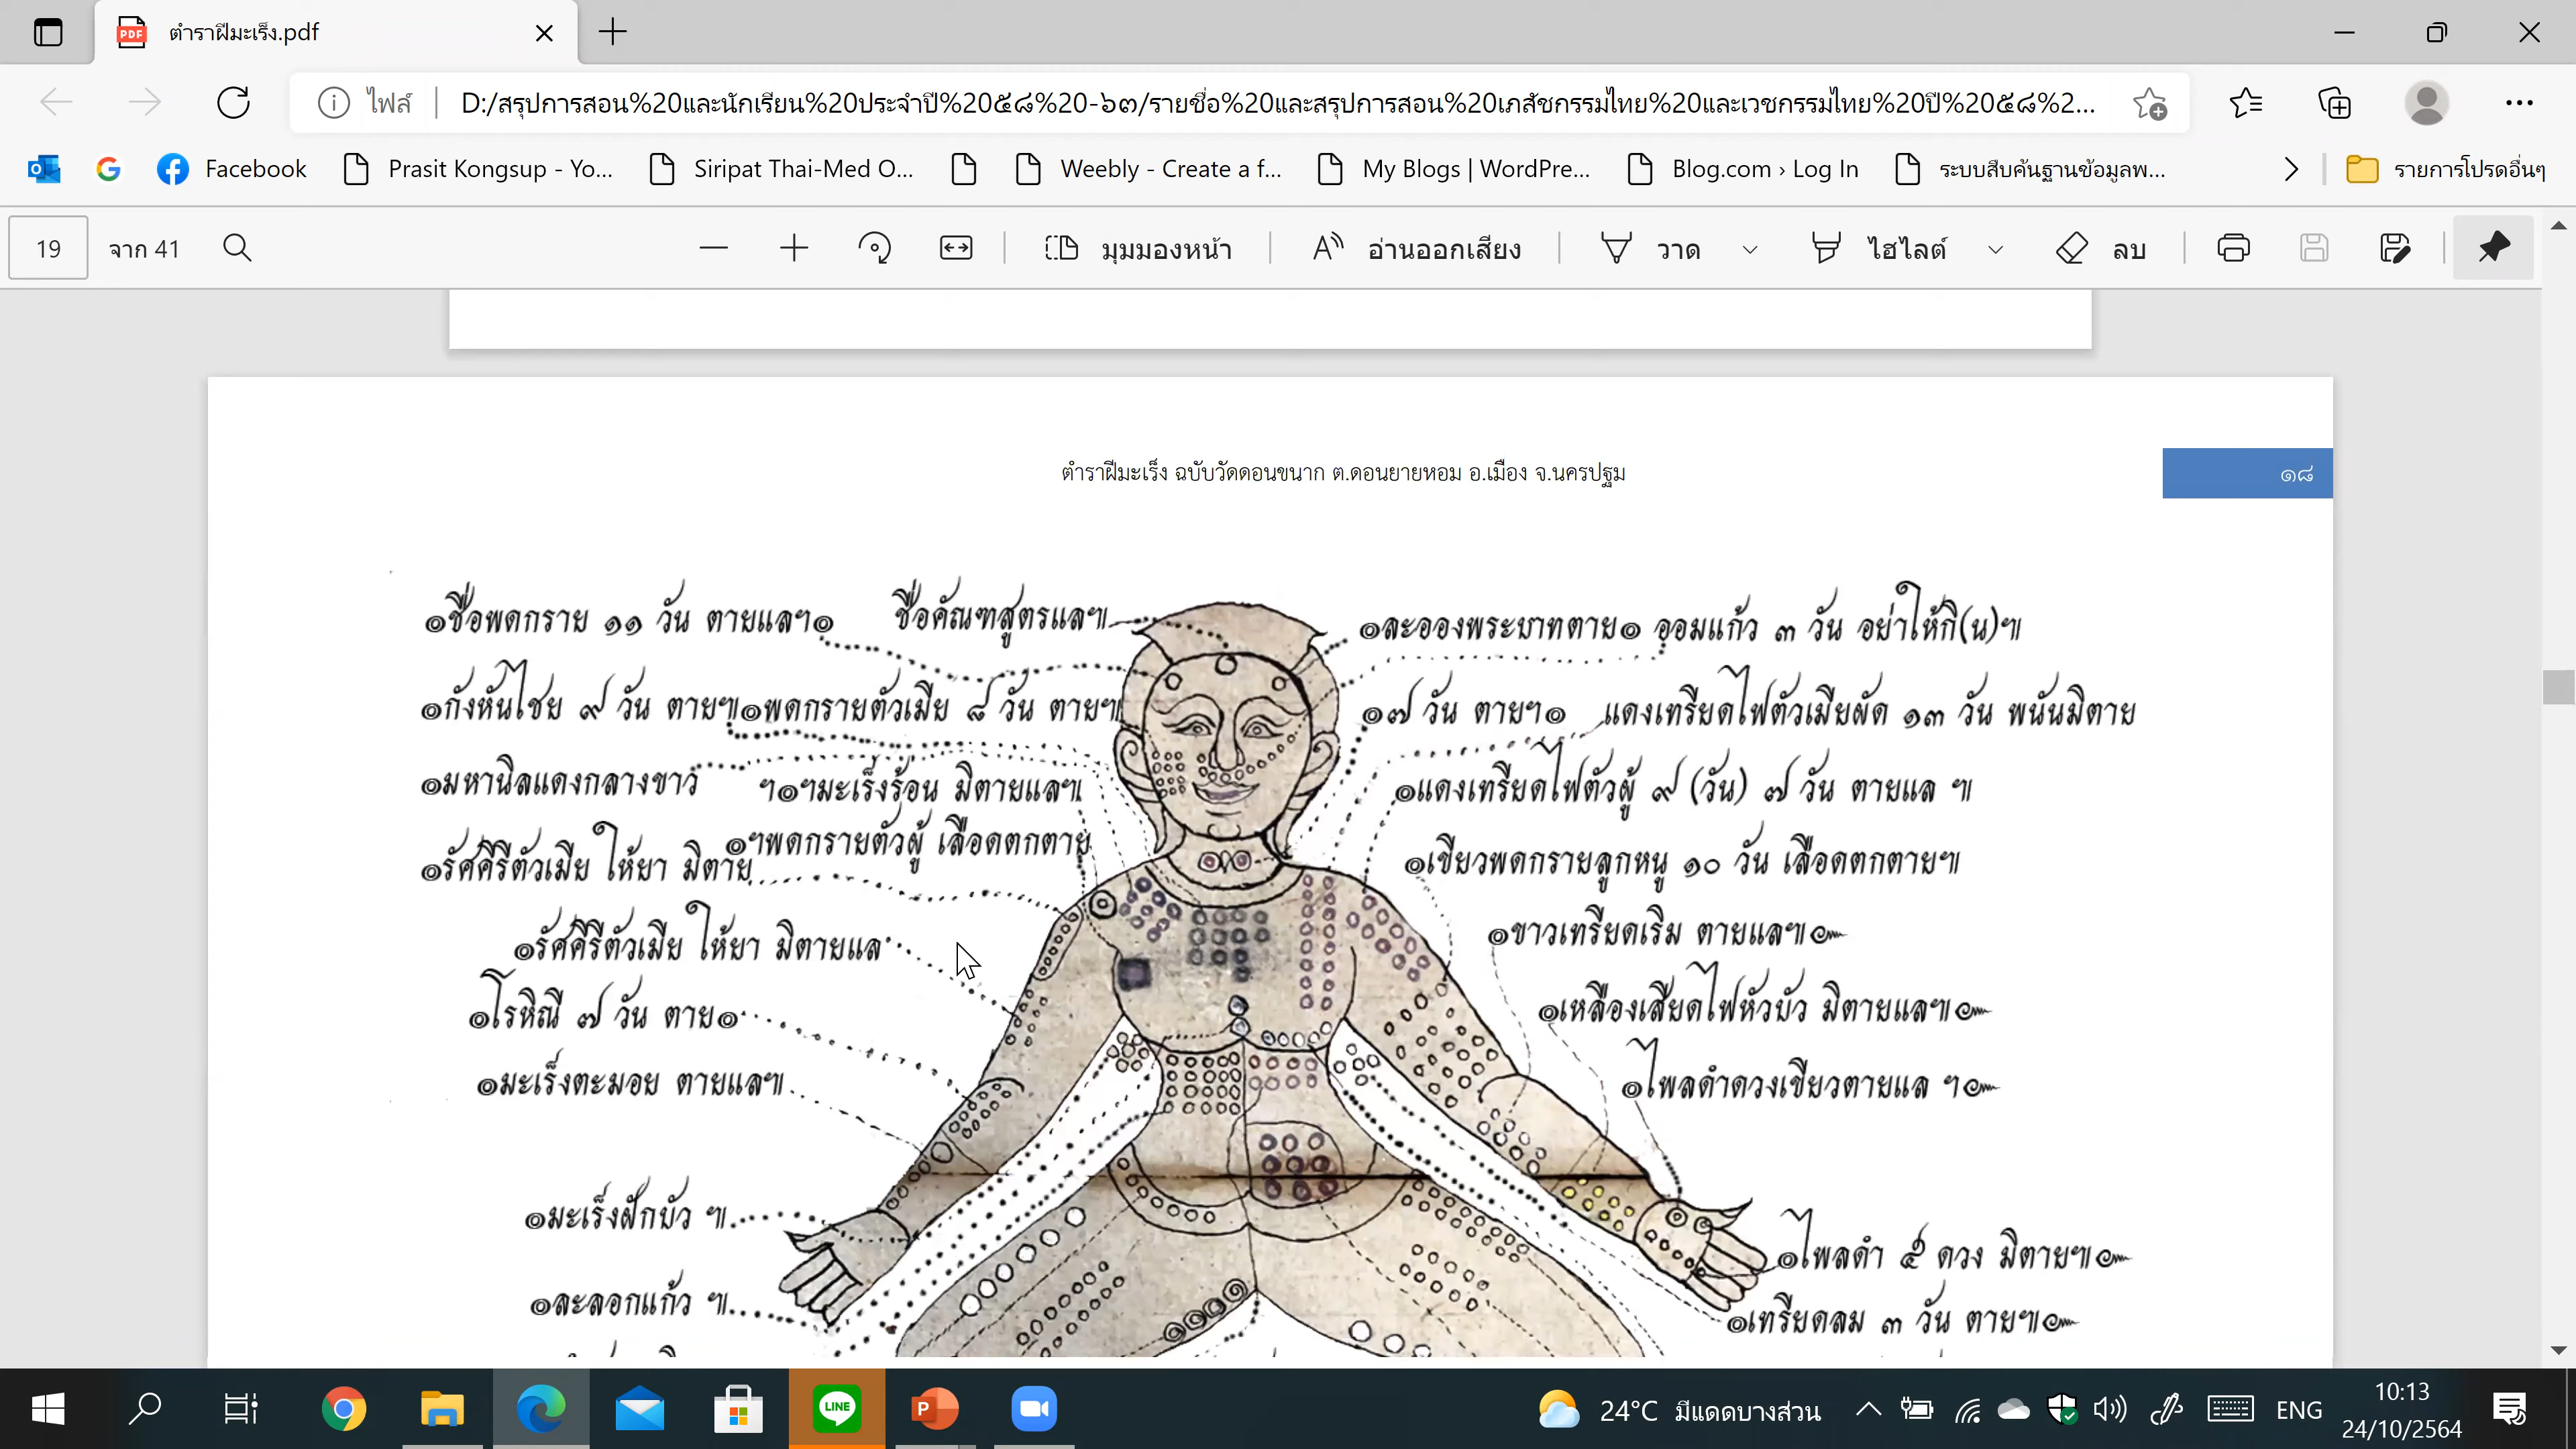 ตำราฝีมะเร็ง.pdf
ไฟล์ D:/สรุปการสอน%20และนักเรียน%20ประจำปี%20๕๘%20-๖๓/รายชื่อ%20และสรุปการสอน%20เภสัชกรรมไทย%20และเวชกรรมไทย%20ปี%20๕๘%2...
Facebook Prasit Kongsup - Yo... Siripat Thai-Med O... Weebly - Create a f... My Blogs | WordPre... Blog.com › Log In ระบบสืบค้นฐานข้อมูลพ... รายการโปรดอื่นๆ
19 จาก 41 มุมมองหน้า อ่านออกเสียง วาด ไฮไลต์ ลบ
ตำราฝีมะเร็ง ฉบับวัดดอนขนาก ต.ดอนยายหอม อ.เมือง จ.นครปฐม ๑๘
๏ชื่อพดกราย ๑๑ วัน ตายแลฯ๏ ชื่อคัณฑสูตรแล๚ ๏ละอองพระบาทตาย๏ ออมแก้ว ๓ วัน อย่าให้กิ(น)๚
๏กังหันไชย ๙ วัน ตาย๚ ๏พดกรายตัวเมีย ๘ วัน ตาย๚ ๏๗ วัน ตายฯ๏ แดงเทรียดไฟตัวเมียผัด ๑๓ วัน พนันมิตาย
๏มหานิลแดงกลางขาว ฯ๏ฯมะเร็งร้อน มิตายแล๚ ๏แดงเทรียดไฟตัวผู้ ๙ (วัน) ๗ วัน ตายแล ๚
๏รัศคิรีตัวเมีย ให้ยา มิตาย ๏ฯพดกรายตัวผู้ เลือดตกตาย ๏เขียวพดกรายลูกหนู ๑๐ วัน เลือดตกตาย๚
๏รัศคิรีตัวเมีย ให้ยา มิตายแล ๏ขาวเทรียดเริม ตายแล๚๛
๏โรหิณี ๗ วัน ตาย๏ ๏เหลืองเสียดไฟหัวบัว มิตายแล๚๛
๏มะเร็งตะมอย ตายแล๚ ๏ไพลดำดวงเขียวตายแล ฯ๛
๏มะเร็งฝักบัว ๚ ๏ไพลดำ ๕ ดวง มิตาย๚๛
๏ละลอกแก้ว ๚ ๏เทรียดลม ๓ วัน ตาย๚๛
LINE 24°C มีแดดบางส่วน ENG 10:13
24/10/2564